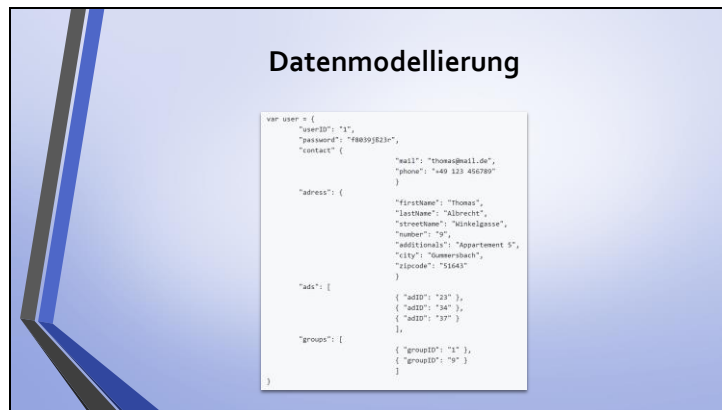 Datenmodellierung
var user = {
"userID": "1",
"password": "f8039jE23r",
"contact" {
"mail": "thomas@mail.de",
"phone": "+49 123 456789"
}
"adress": {
"firstName": "Thomas",
"lastName": "Albrecht",
"streetName": "Winkelgasse",
"number": "9",
"additionals": "Appartement 5",
"city": "Gummersbach",
"zipcode": "51643"
}
"ads": [
{ "adID": "23" },
{ "adID": "34" },
{ "adID": "37" }
],
"groups": [
{ "groupID": "1" },
{ "groupID": "9" }
]
}